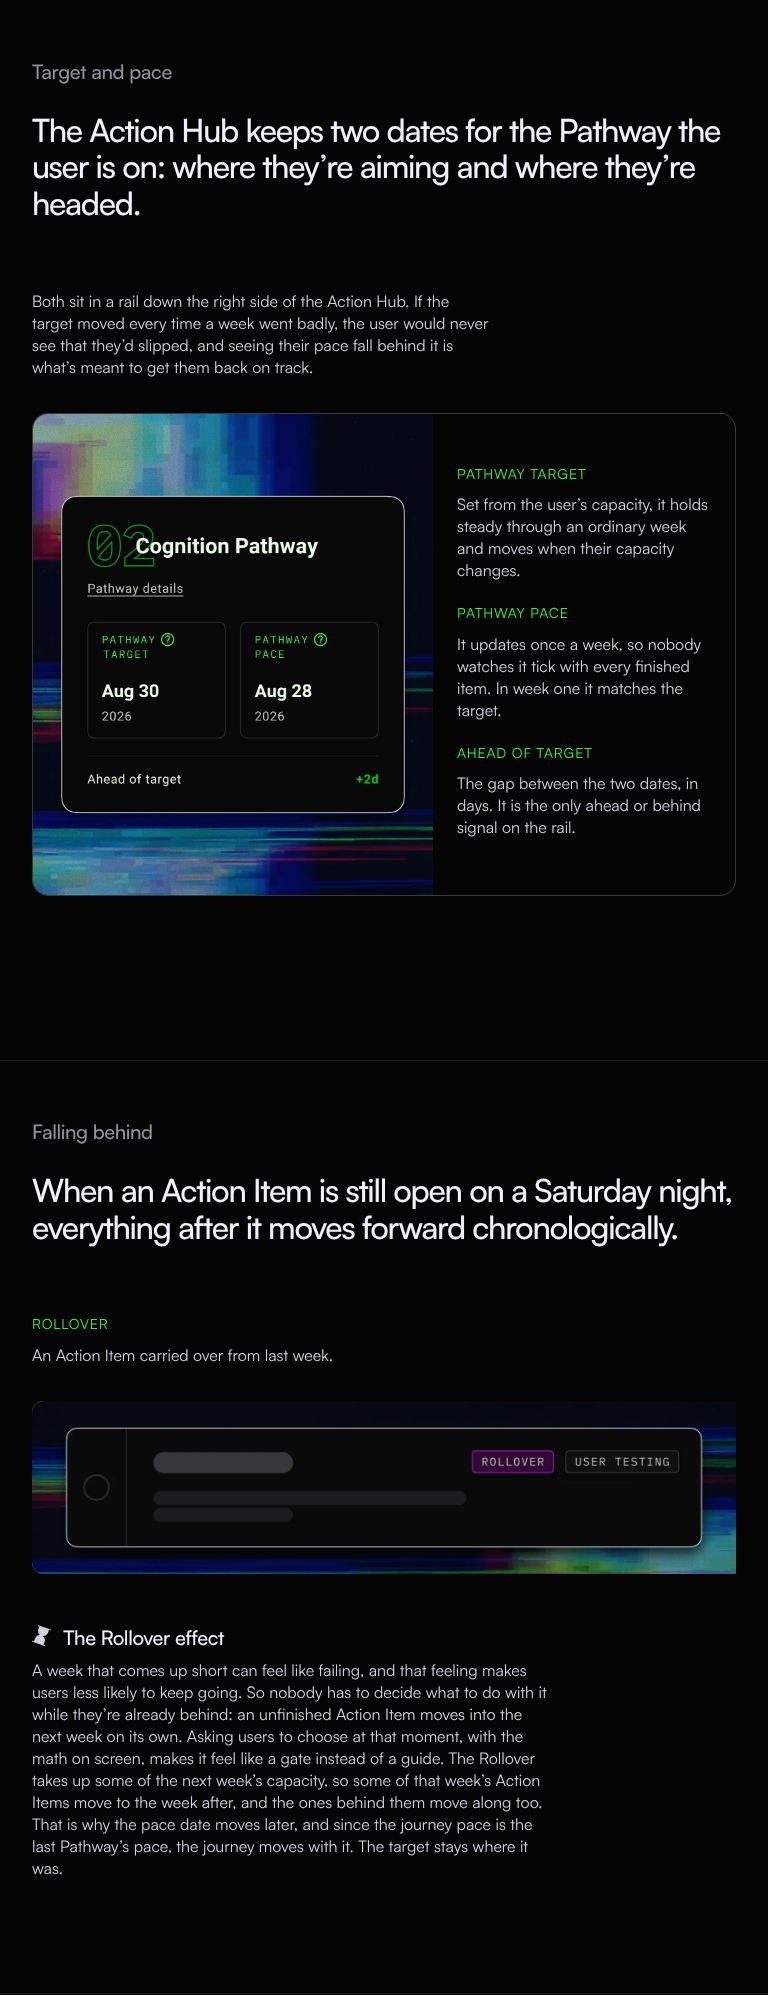 Target and pace
The Action Hub keeps two dates for the Pathway the
user is on: where they’re aiming and where they’re
headed.
Both sit in a rail down the right side of the Action Hub. If the
target moved every time a week went badly, the user would never
see that they’d slipped, and seeing their pace fall behind it is
what’s meant to get them back on track.
02
Cognition Pathway
Pathway details
PATHWAY ?
TARGET
Aug 30
2026
PATHWAY ?
PACE
Aug 28
2026
Ahead of target +2d
PATHWAY TARGET
Set from the user’s capacity, it holds
steady through an ordinary week
and moves when their capacity
changes.
PATHWAY PACE
It updates once a week, so nobody
watches it tick with every finished
item. In week one it matches the
target.
AHEAD OF TARGET
The gap between the two dates, in
days. It is the only ahead or behind
signal on the rail.
Falling behind
When an Action Item is still open on a Saturday night,
everything after it moves forward chronologically.
ROLLOVER
An Action Item carried over from last week.
ROLLOVER
USER TESTING
The Rollover effect
A week that comes up short can feel like failing, and that feeling makes
users less likely to keep going. So nobody has to decide what to do with it
while they’re already behind: an unfinished Action Item moves into the
next week on its own. Asking users to choose at that moment, with the
math on screen, makes it feel like a gate instead of a guide. The Rollover
takes up some of the next week’s capacity, so some of that week’s Action
Items move to the week after, and the ones behind them move along too.
That is why the pace date moves later, and since the journey pace is the
last Pathway’s pace, the journey moves with it. The target stays where it
was.